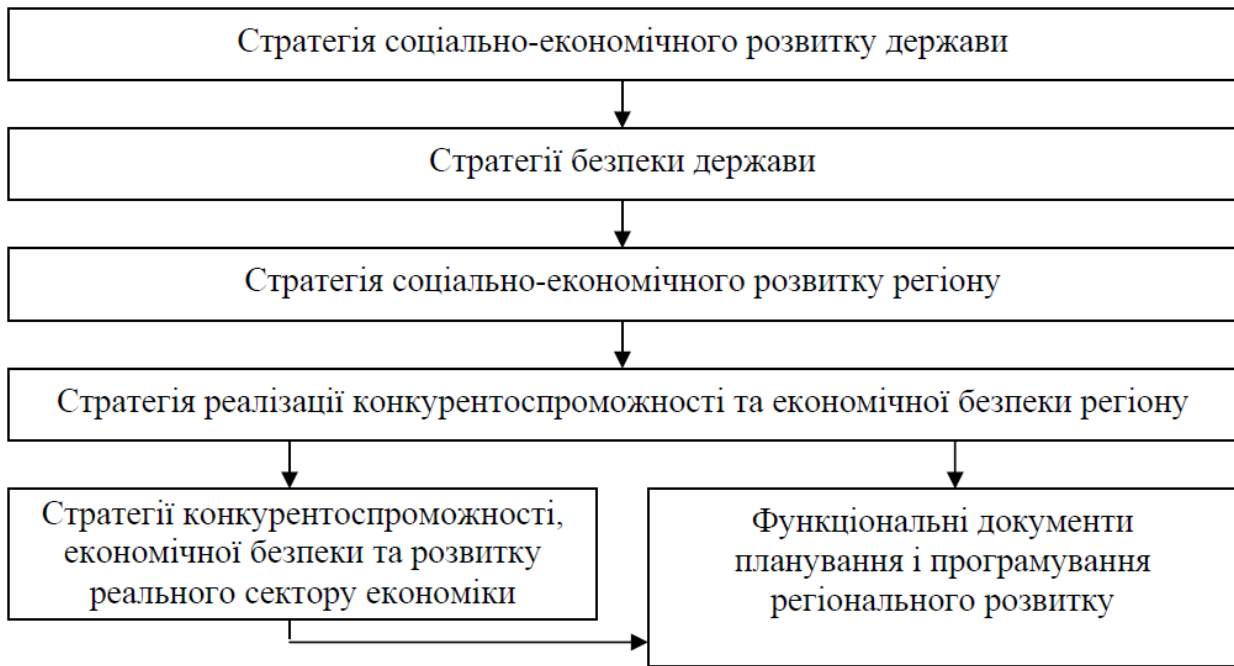 Стратегія соціально-економічного розвитку держави
Стратегії безпеки держави
Стратегія соціально-економічного розвитку регіону
Стратегія реалізації конкурентоспроможності та економічної безпеки регіону
Стратегії конкурентоспроможності,
економічної безпеки та розвитку
реального сектору економіки
Функціональні документи
планування і програмування
регіонального розвитку